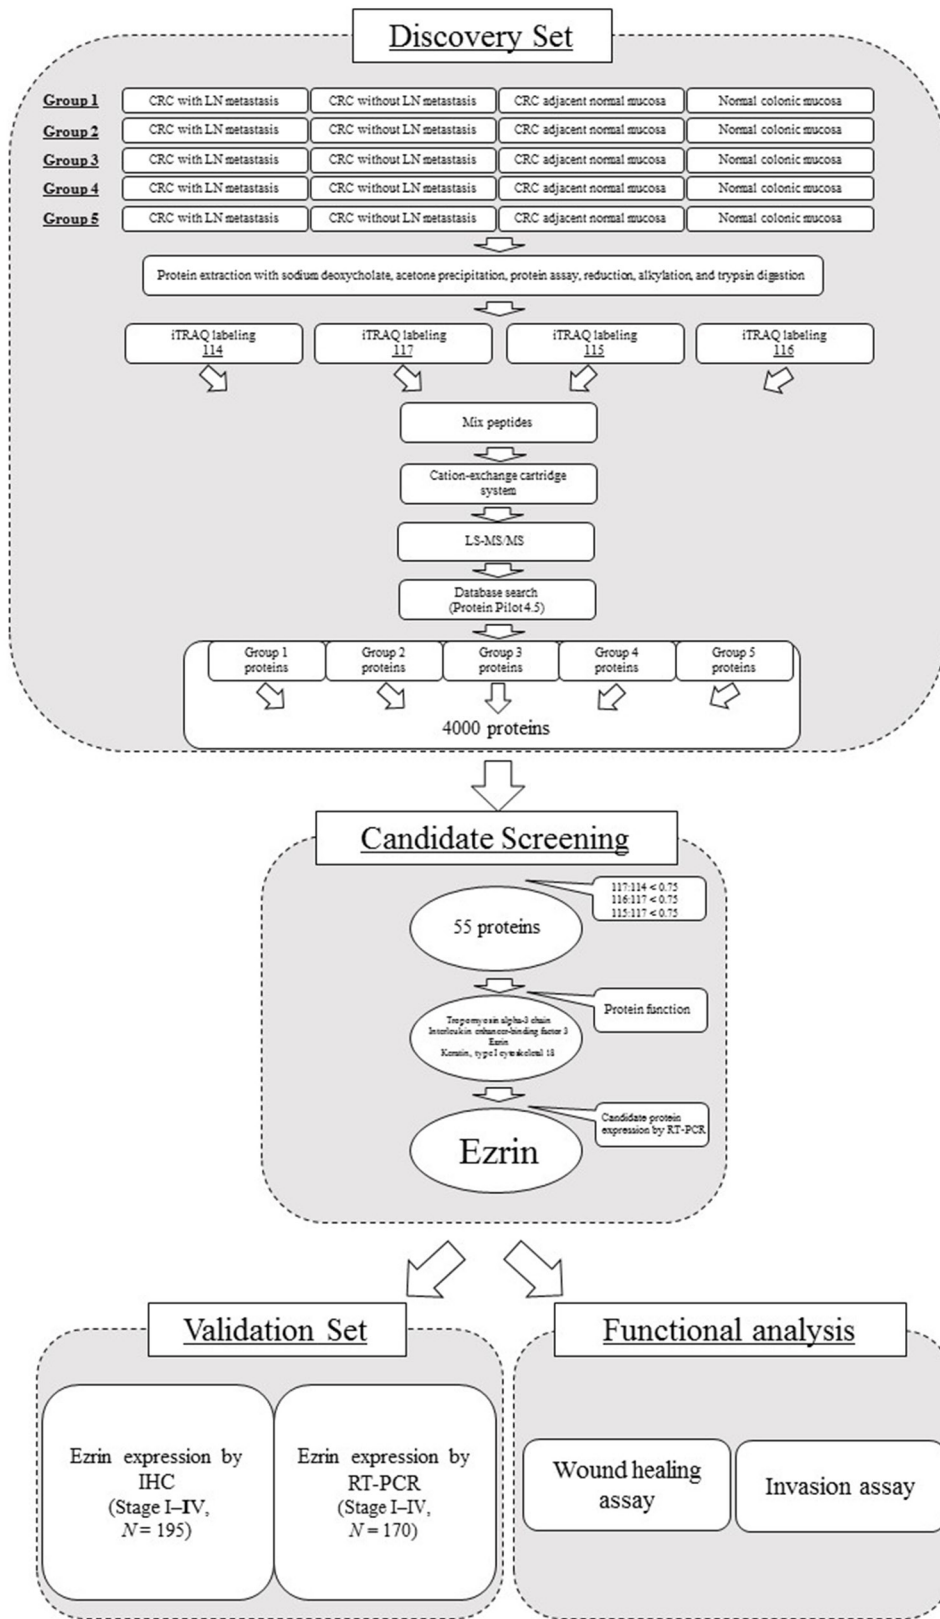 Discovery Set
Group 1 CRC with LN metastasis CRC without LN metastasis CRC adjacent normal mucosa Normal colonic mucosa
Group 2 CRC with LN metastasis CRC without LN metastasis CRC adjacent normal mucosa Normal colonic mucosa
Group 3 CRC with LN metastasis CRC without LN metastasis CRC adjacent normal mucosa Normal colonic mucosa
Group 4 CRC with LN metastasis CRC without LN metastasis CRC adjacent normal mucosa Normal colonic mucosa
Group 5 CRC with LN metastasis CRC without LN metastasis CRC adjacent normal mucosa Normal colonic mucosa
Protein extraction with sodium deoxycholate, acetone precipitation, protein assay, reduction, alkylation, and trypsin digestion
iTRAQ labeling
114
iTRAQ labeling
117
iTRAQ labeling
115
iTRAQ labeling
116
Mix peptides
Cation-exchange cartridge
system
LS-MS/MS
Database search
(Protein Pilot 4.5)
Group 1
proteins
Group 2
proteins
Group 3
proteins
Group 4
proteins
Group 5
proteins
4000 proteins
Candidate Screening
117:114 < 0.75
116:117 < 0.75
115:117 < 0.75
55 proteins
Protein function
Tropomyosin alpha-3 chain
Interleukin enhancer-binding factor 3
Ezrin
Keratin, type I cytoskeletal 18
Candidate protein
expression by RT-PCR
Ezrin
Validation Set
Ezrin expression by
IHC
(Stage I–IV,
N = 195)
Ezrin expression by
RT-PCR
(Stage I–IV,
N = 170)
Functional analysis
Wound healing
assay
Invasion assay